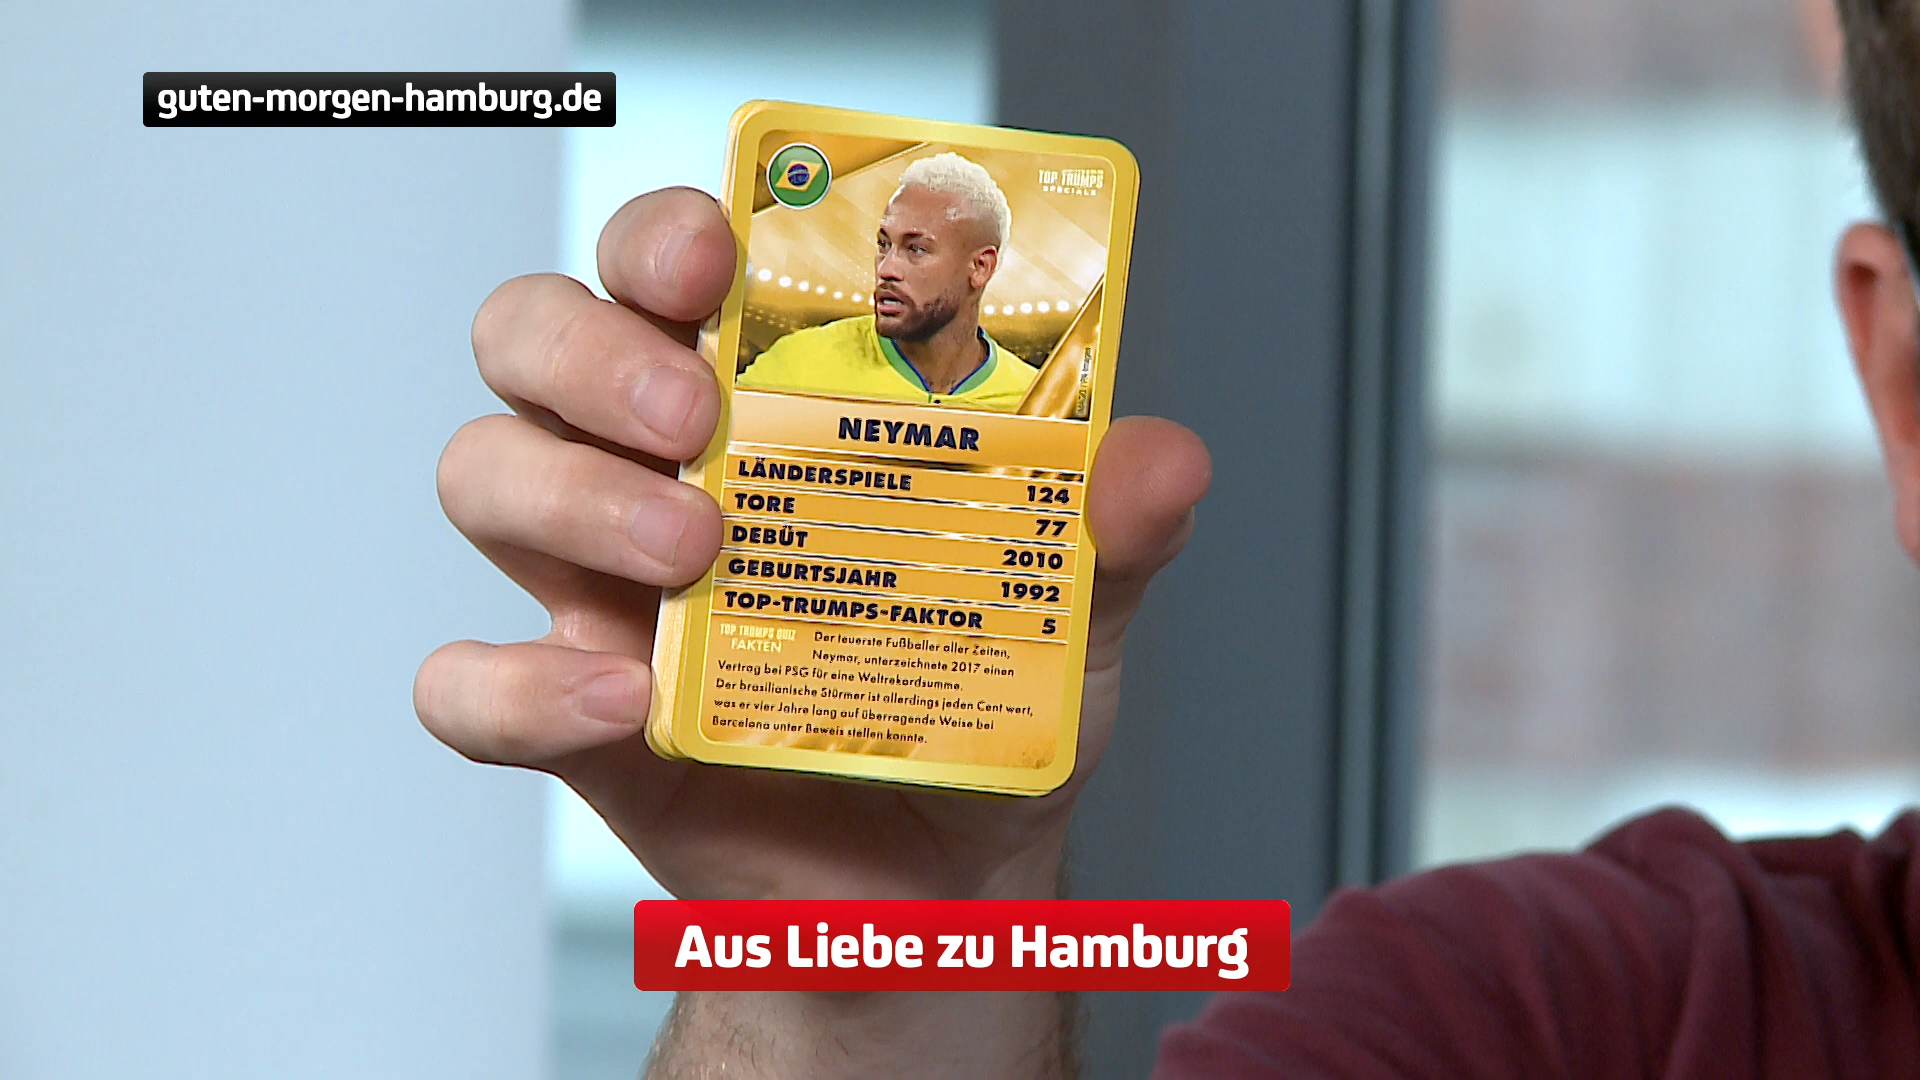 guten-morgen-hamburg.de
TOP TRUMPS
SPECIALS
NEYMAR
LÄNDERSPIELE 124
TORE 77
DEBÜT 2010
GEBURTSJAHR 1992
TOP-TRUMPS-FAKTOR 5
TOP TRUMPS QUIZ
FAKTEN
Der teuerste Fußballer aller Zeiten,
Neymar, unterzeichnete 2017 einen
Vertrag bei PSG für eine Weltrekordsumme.
Der brasilianische Stürmer ist allerdings jeden Cent wert,
was er vier Jahre lang auf überragende Weise bei
Barcelona unter Beweis stellen konnte.
Aus Liebe zu Hamburg